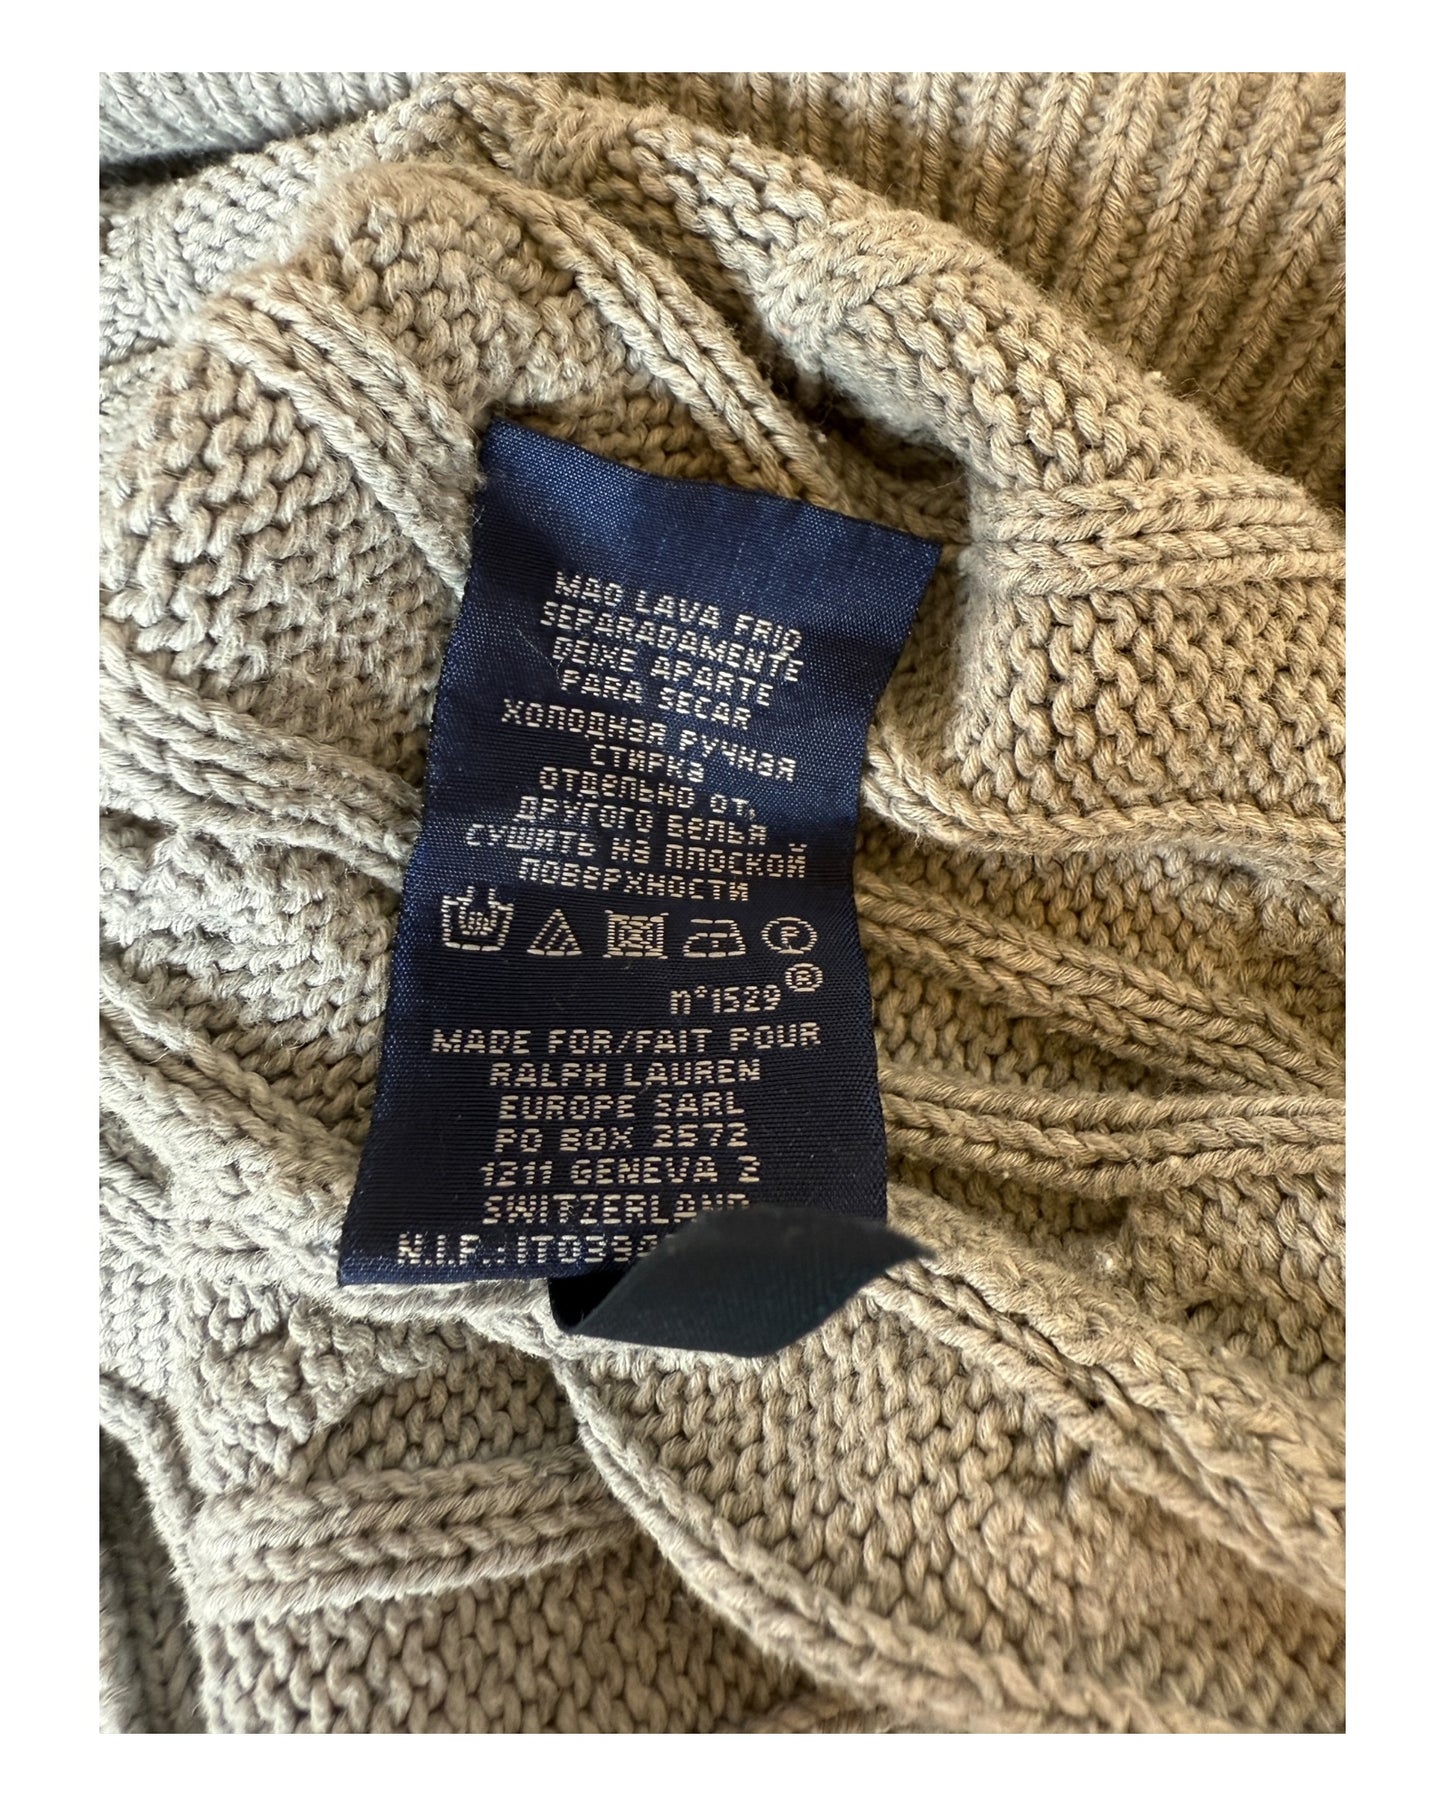 MAO LAVA FRIO
SEPARADAMENTE
DEIXE APARTE
PARA SECAR
ХОЛОДНАЯ РУЧНАЯ
СТИРКА
ОТДЕЛЬНО ОТ
ДРУГОГО БЕЛЬЯ
СУШИТЬ НА ПЛОСКОЙ
ПОВЕРХНОСТИ
P
n°1529®
MADE FOR/FAIT POUR
RALPH LAUREN
EUROPE SARL
PO BOX 2572
1211 GENEVA 2
SWITZERLAND
N.I.F.: